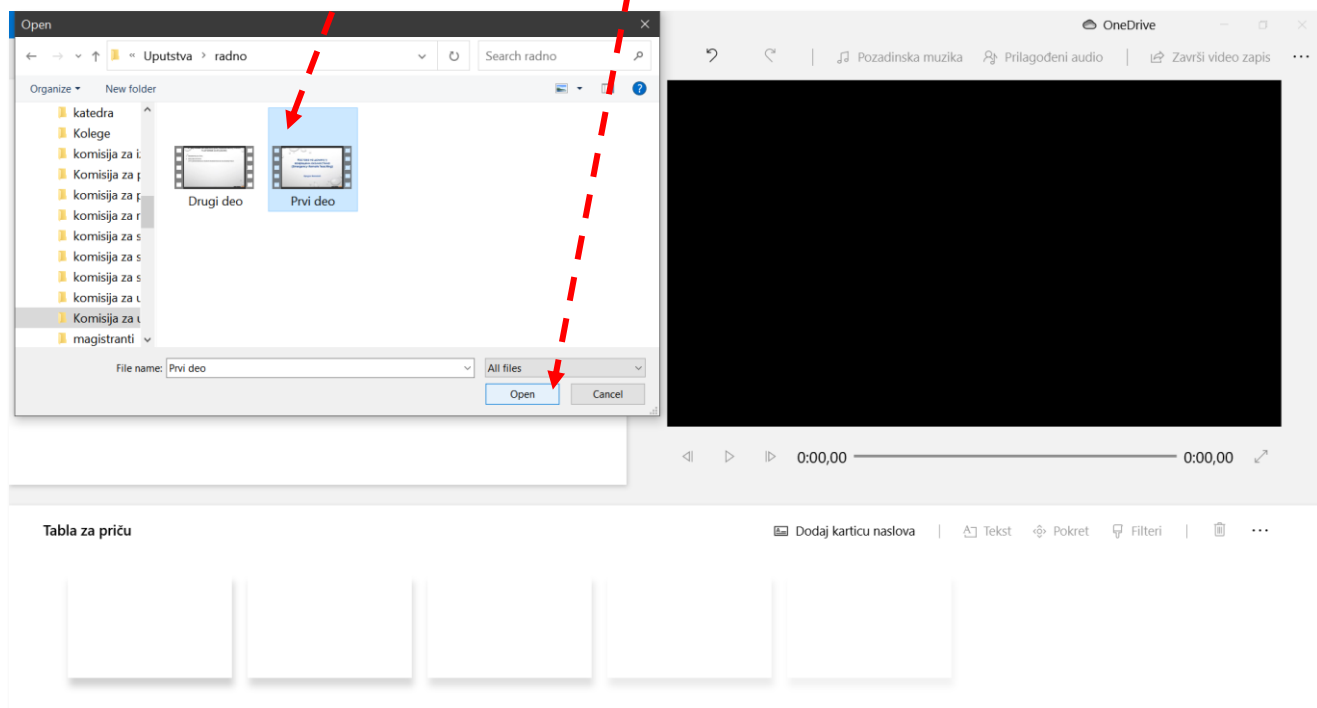 Open
OneDrive
« Uputstva > radno
Search radno
Pozadinska muzika
Prilagođeni audio
Završi video zapis
Organize
New folder
katedra
Kolege
komisija za i
Komisija za p
komisija za p
komisija za r
komisija za s
komisija za s
komisija za s
komisija za u
Komisija za u
magistranti
Drugi deo
Prvi deo
File name: Prvi deo
All files
Open
Cancel
0:00,00
0:00,00
Tabla za priču
Dodaj karticu naslova
Tekst
Pokret
Filteri